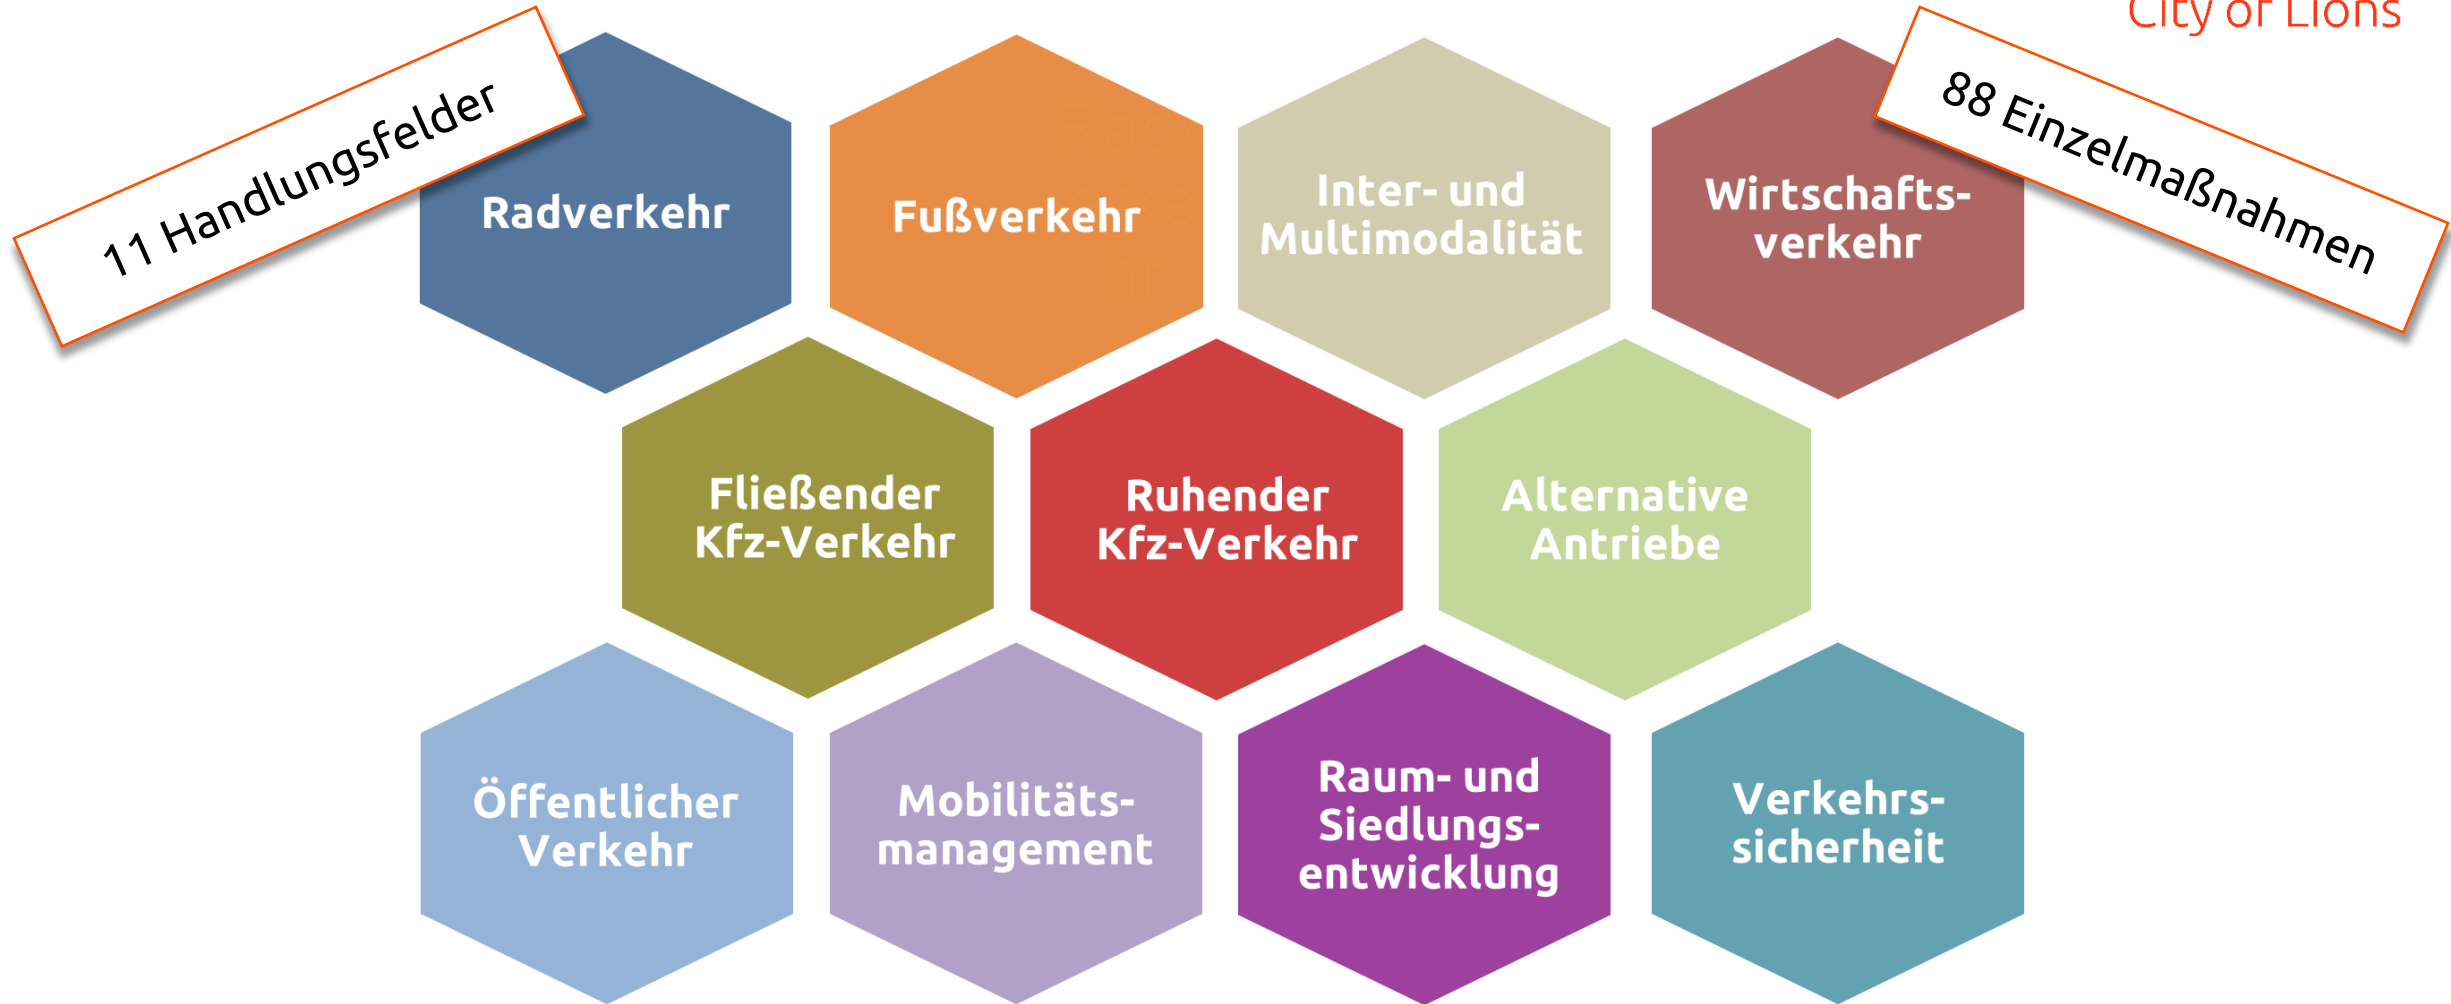 City of Lions
11 Handlungsfelder
88 Einzelmaßnahmen
Radverkehr
Fußverkehr
Inter- und
Multimodalität
Wirtschafts-
verkehr
Fließender
Kfz-Verkehr
Ruhender
Kfz-Verkehr
Alternative
Antriebe
Öffentlicher
Verkehr
Mobilitäts-
management
Raum- und
Siedlungs-
entwicklung
Verkehrs-
sicherheit